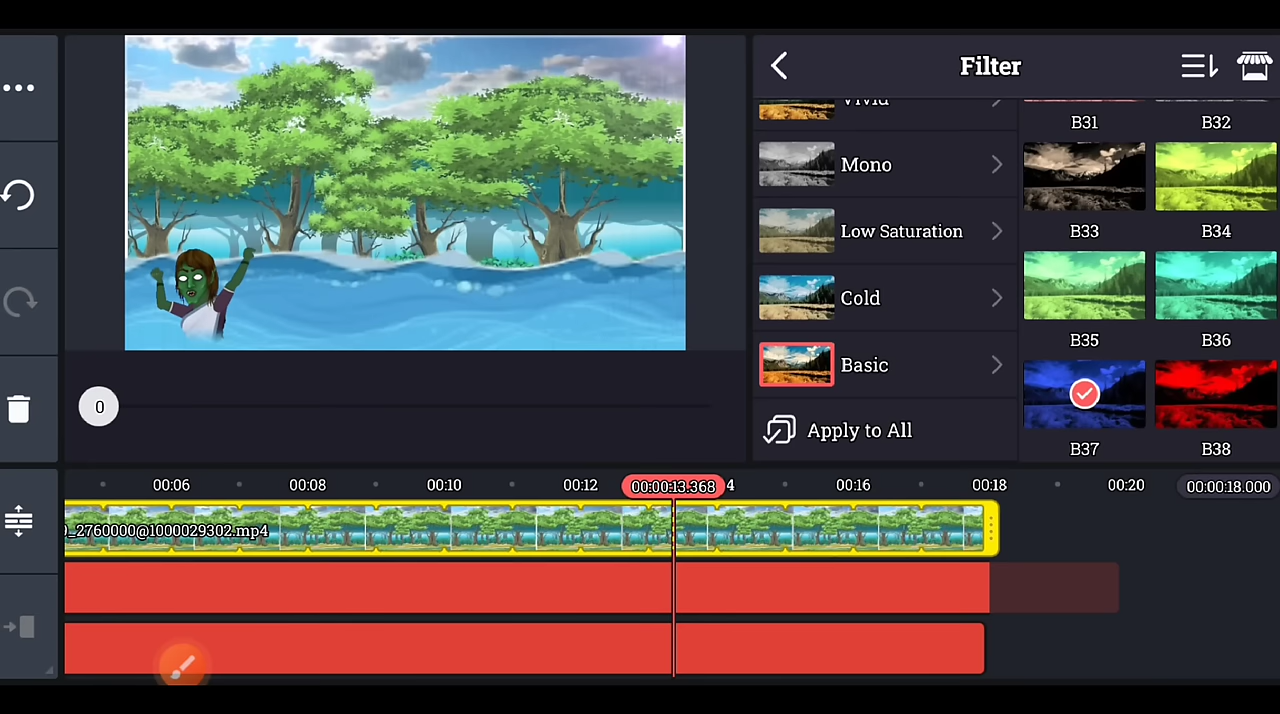 Filter
Vivid
Mono
Low Saturation
Cold
Basic
Apply to All
B31
B32
B33
B34
B35
B36
B37
B38
0
00:06
00:08
00:10
00:12
00:00:13.368
4
00:16
00:18
00:20
00:00:18.000
_2760000@1000029302.mp4